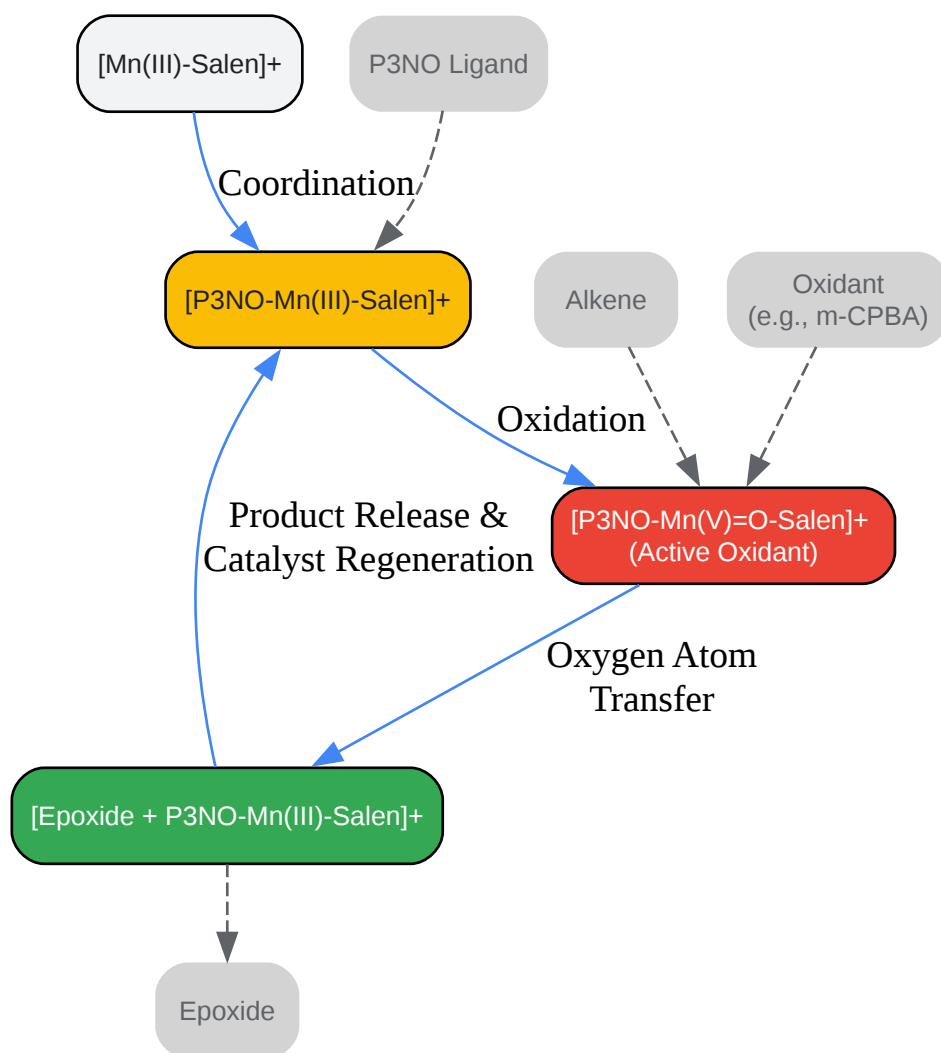 [Mn(III)-Salen]+
P3NO Ligand
Coordination
[P3NO-Mn(III)-Salen]+
Alkene
Oxidant
(e.g., m-CPBA)
Oxidation
Product Release &
Catalyst Regeneration
[P3NO-Mn(V)=O-Salen]+
(Active Oxidant)
Oxygen Atom
Transfer
[Epoxide + P3NO-Mn(III)-Salen]+
Epoxide